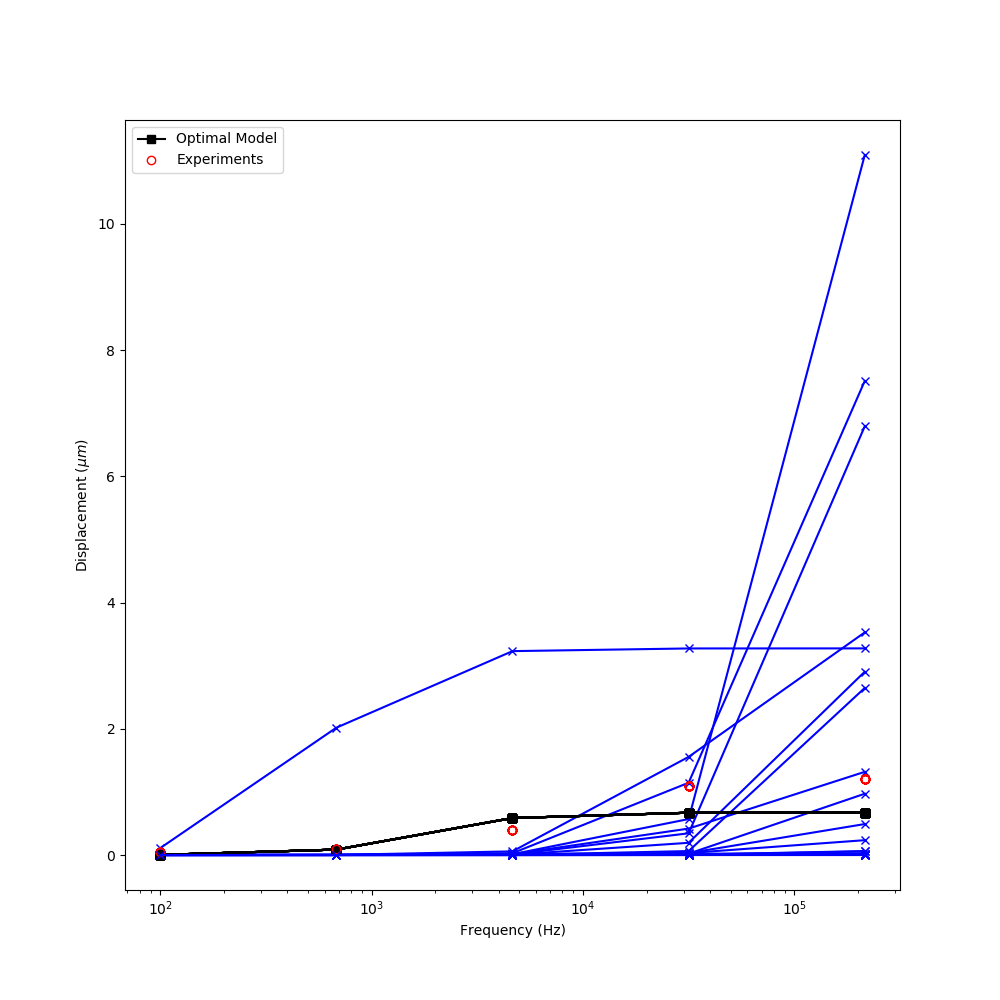 Optimal Model
Experiments
10
8
6
4
2
0
Displacement (μm)
10²
10³
10⁴
10⁵
Frequency (Hz)